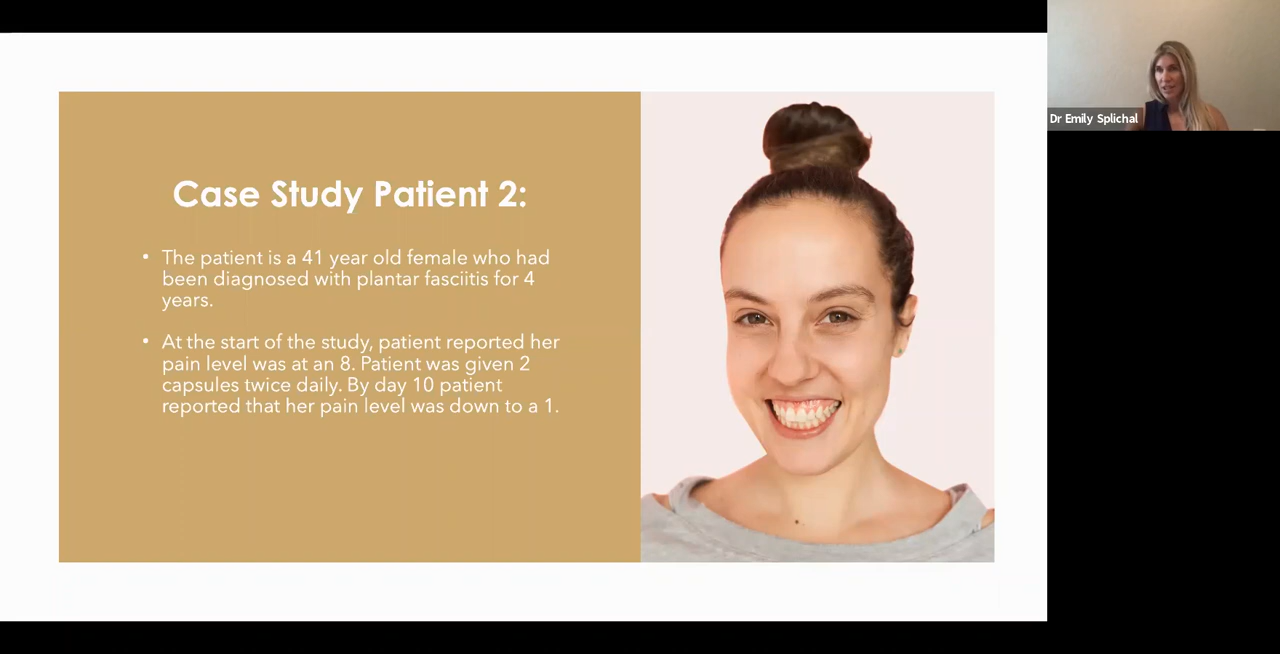 Case Study Patient 2:
• The patient is a 41 year old female who had
been diagnosed with plantar fasciitis for 4
years.
• At the start of the study, patient reported her
pain level was at an 8. Patient was given 2
capsules twice daily. By day 10 patient
reported that her pain level was down to a 1.
Dr Emily Splichal